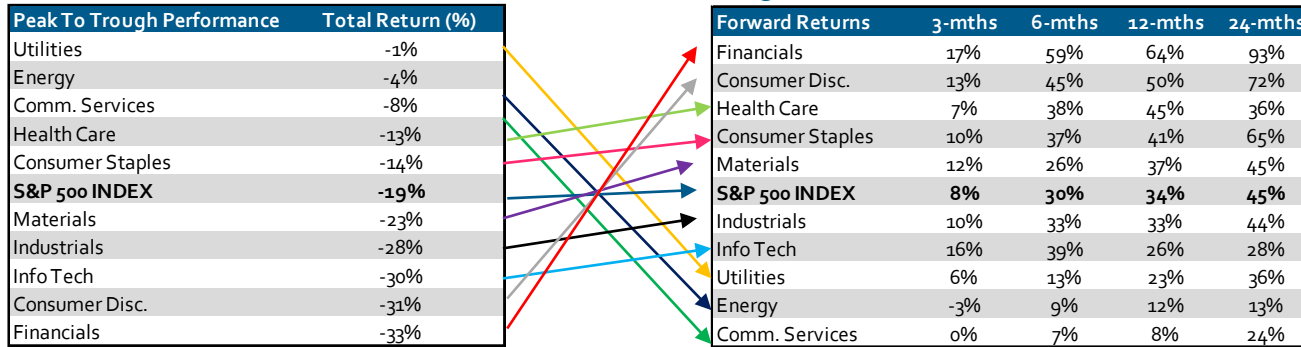 Peak To Trough Performance Total Return (%)
Utilities -1%
Energy -4%
Comm. Services -8%
Health Care -13%
Consumer Staples -14%
S&P 500 INDEX -19%
Materials -23%
Industrials -28%
Info Tech -30%
Consumer Disc. -31%
Financials -33%
Forward Returns 3-mths 6-mths 12-mths 24-mths
Financials 17% 59% 64% 93%
Consumer Disc. 13% 45% 50% 72%
Health Care 7% 38% 45% 36%
Consumer Staples 10% 37% 41% 65%
Materials 12% 26% 37% 45%
S&P 500 INDEX 8% 30% 34% 45%
Industrials 10% 33% 33% 44%
Info Tech 16% 39% 26% 28%
Utilities 6% 13% 23% 36%
Energy -3% 9% 12% 13%
Comm. Services 0% 7% 8% 24%